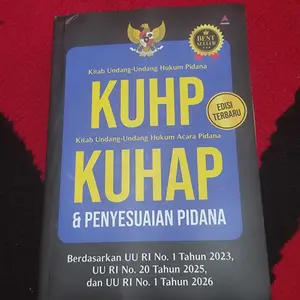 BEST
SELLER
Kitab Undang-Undang Hukum Pidana
KUHP
EDISI
TERBARU
Kitab Undang-Undang Hukum Acara Pidana
KUHAP
& PENYESUAIAN PIDANA
Berdasarkan UU RI No. 1 Tahun 2023,
UU RI No. 20 Tahun 2025,
dan UU RI No. 1 Tahun 2026